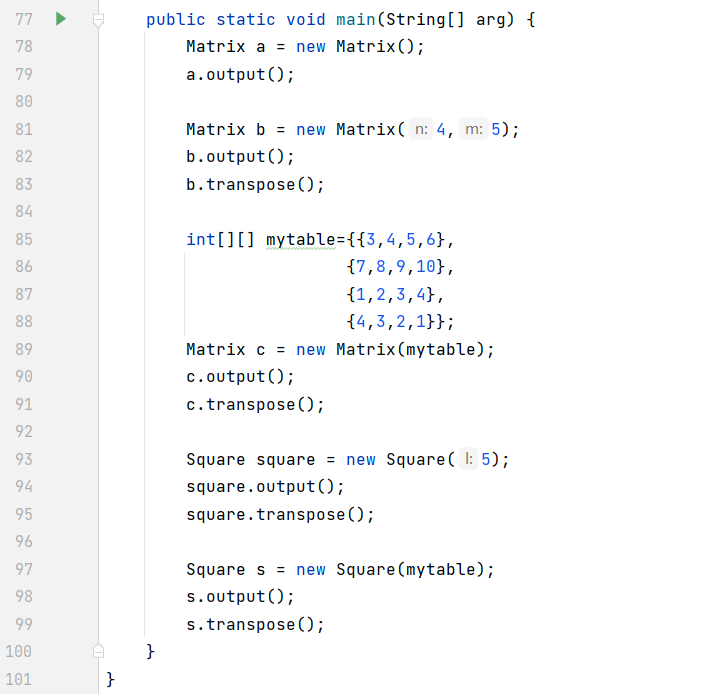 77 public static void main(String[] arg) {
78 Matrix a = new Matrix();
79 a.output();
80
81 Matrix b = new Matrix( n: 4, m: 5);
82 b.output();
83 b.transpose();
84
85 int[][] mytable={{3,4,5,6},
86 {7,8,9,10},
87 {1,2,3,4},
88 {4,3,2,1}};
89 Matrix c = new Matrix(mytable);
90 c.output();
91 c.transpose();
92
93 Square square = new Square( l: 5);
94 square.output();
95 square.transpose();
96
97 Square s = new Square(mytable);
98 s.output();
99 s.transpose();
100 }
101 }